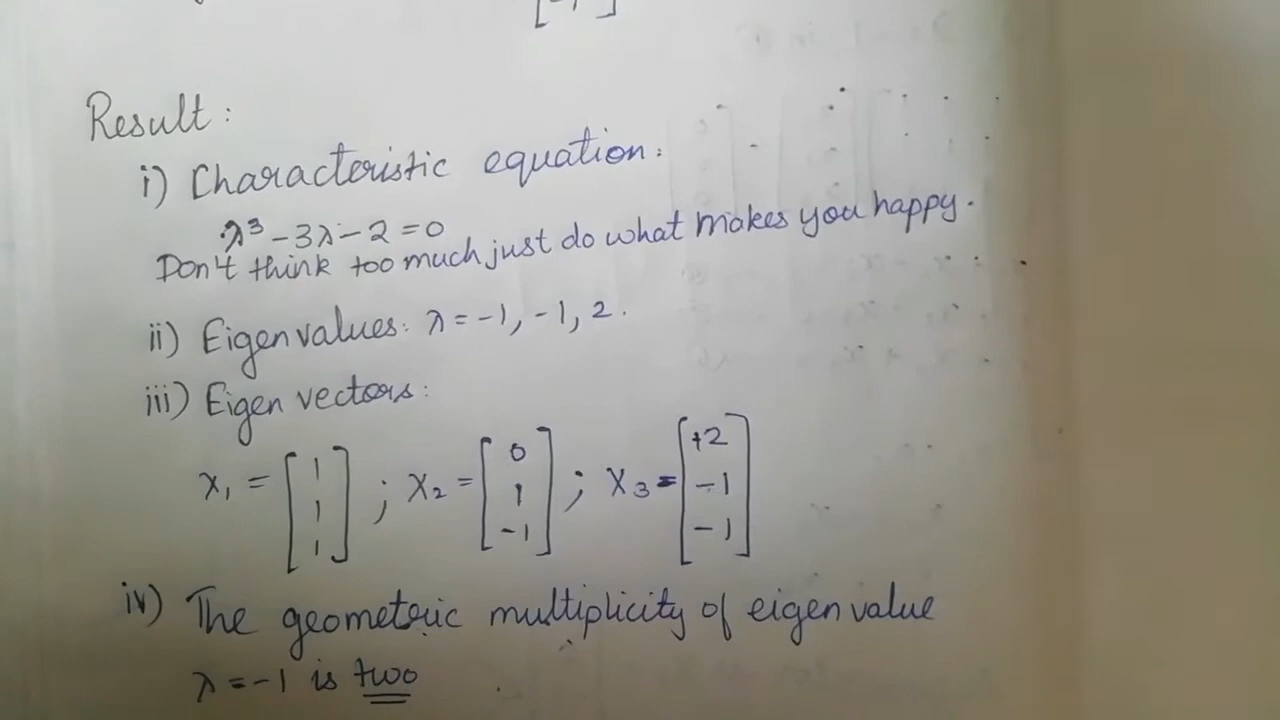 Result:
i) Characteristic equation:
λ³ - 3λ - 2 = 0
Don't think too much just do what makes you happy.
ii) Eigen values: λ = -1, -1, 2.
iii) Eigen vectors:
X₁ = [1 1 1] ; X₂ = [0 1 -1] ; X₃ = [+2 -1 -1]
iv) The geometric multiplicity of eigen value
λ = -1 is two